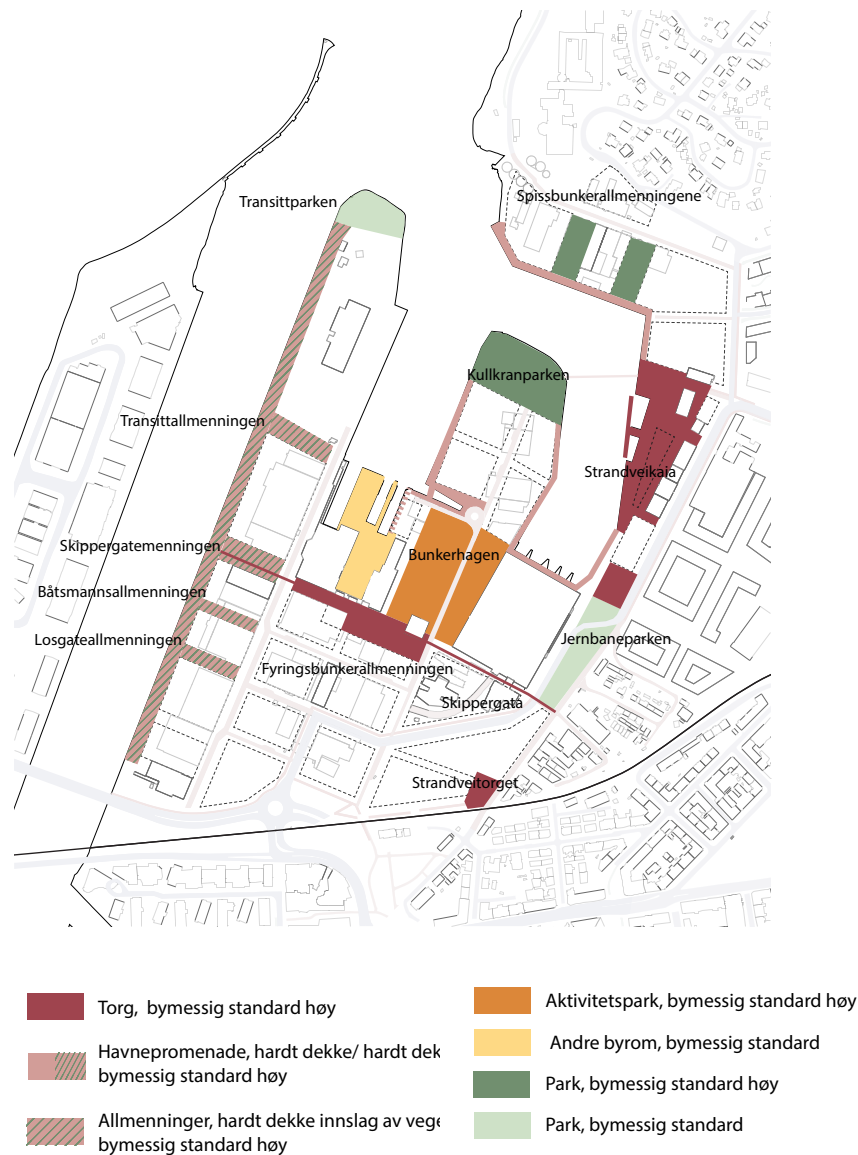 Spissbunkerallmenningene
Transittparken
Kullkranparken
Transittallmenningen
Strandveikaia
Skippergatemenningen
Bunkerhagen
Båtsmannsallmenningen
Losgateallmenningen
Jernbaneparken
Fyringsbunkerallmenningen
Skippergata
Strandveitorget
Torg, bymessig standard høy
Havnepromenade, hardt dekke/ hardt dek
bymessig standard høy
Allmenninger, hardt dekke innslag av vege
bymessig standard høy
Aktivitetspark, bymessig standard høy
Andre byrom, bymessig standard
Park, bymessig standard høy
Park, bymessig standard